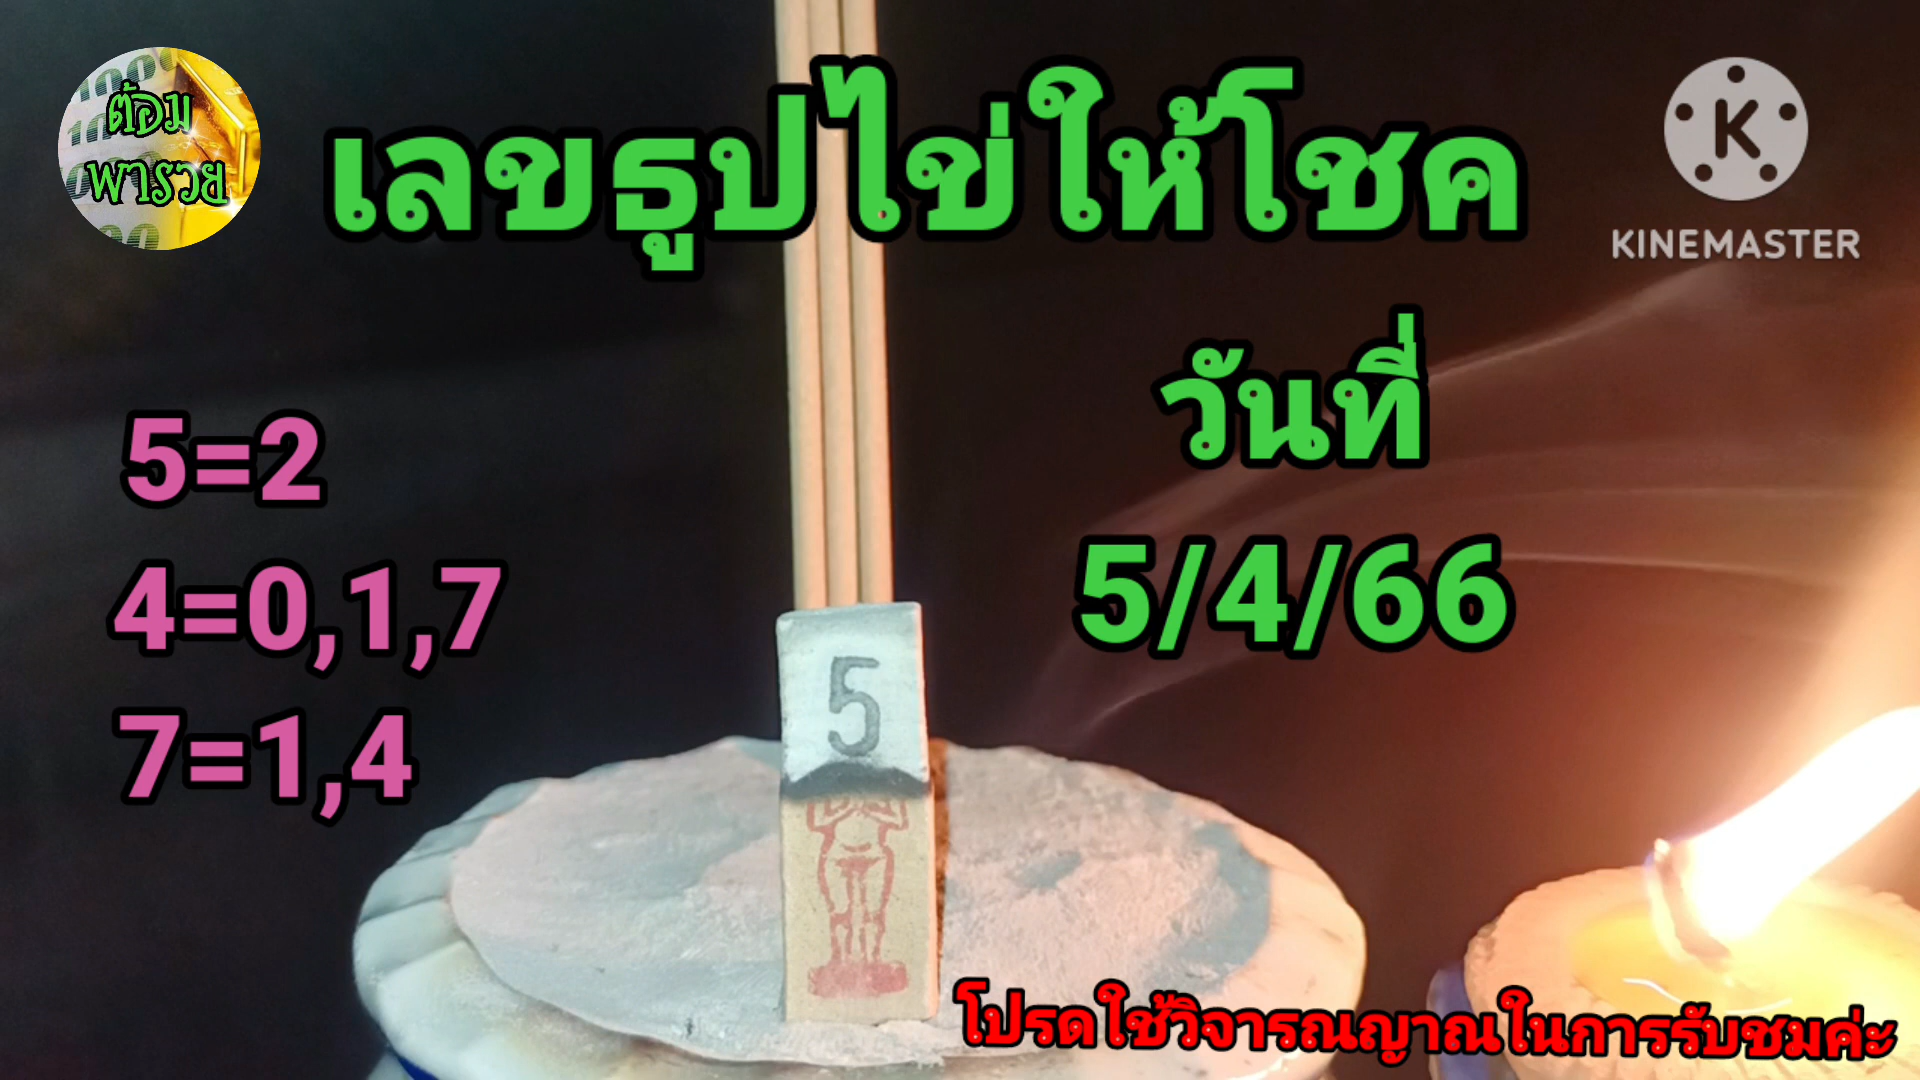 ต้อม
พารวย
เลขธูปไข่ให้โชค
K
KINEMASTER
วันที่
5/4/66
5=2
4=0,1,7
7=1,4
5
โปรดใช้วิจารณญาณในการรับชมค่ะ